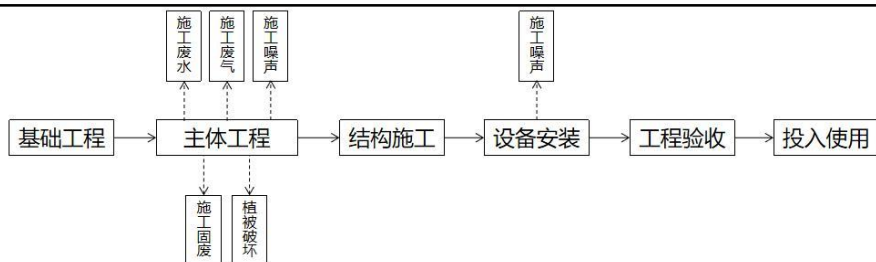 施工废水
施工废气
施工噪声
施工噪声
基础工程
主体工程
结构施工
设备安装
工程验收
投入使用
施工固废
植被破坏